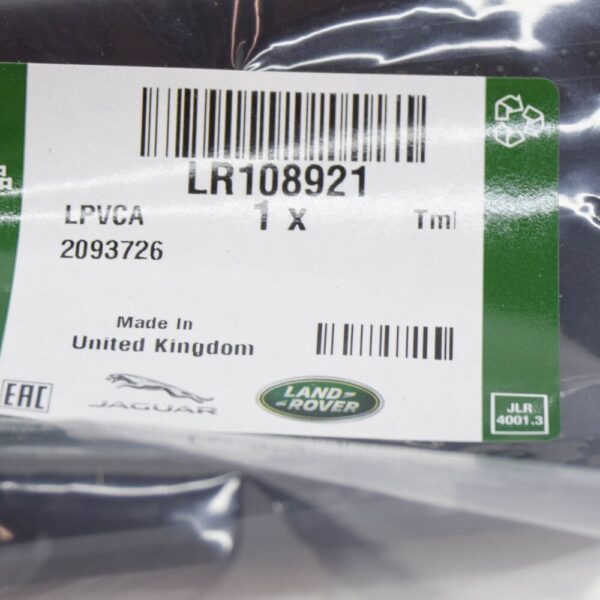 LR108921
LPVCA 1 X Tml
2093726
Made In
United Kingdom
EAC
JAGUAR
LAND-
-ROVER
JLR
4001.3